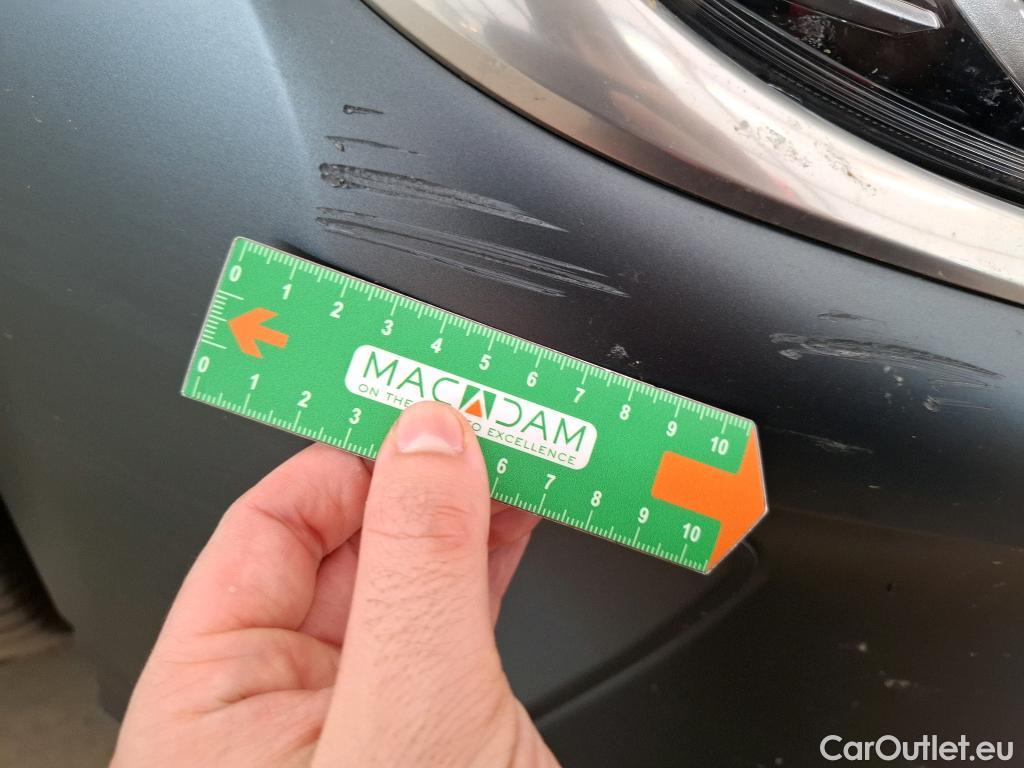 0 1 2 3 4 5 6 7 8 9 10
MACADAM
ON THE EXCELLENCE
0 1 2 3 6 7 8 9 10
CarOutlet.eu